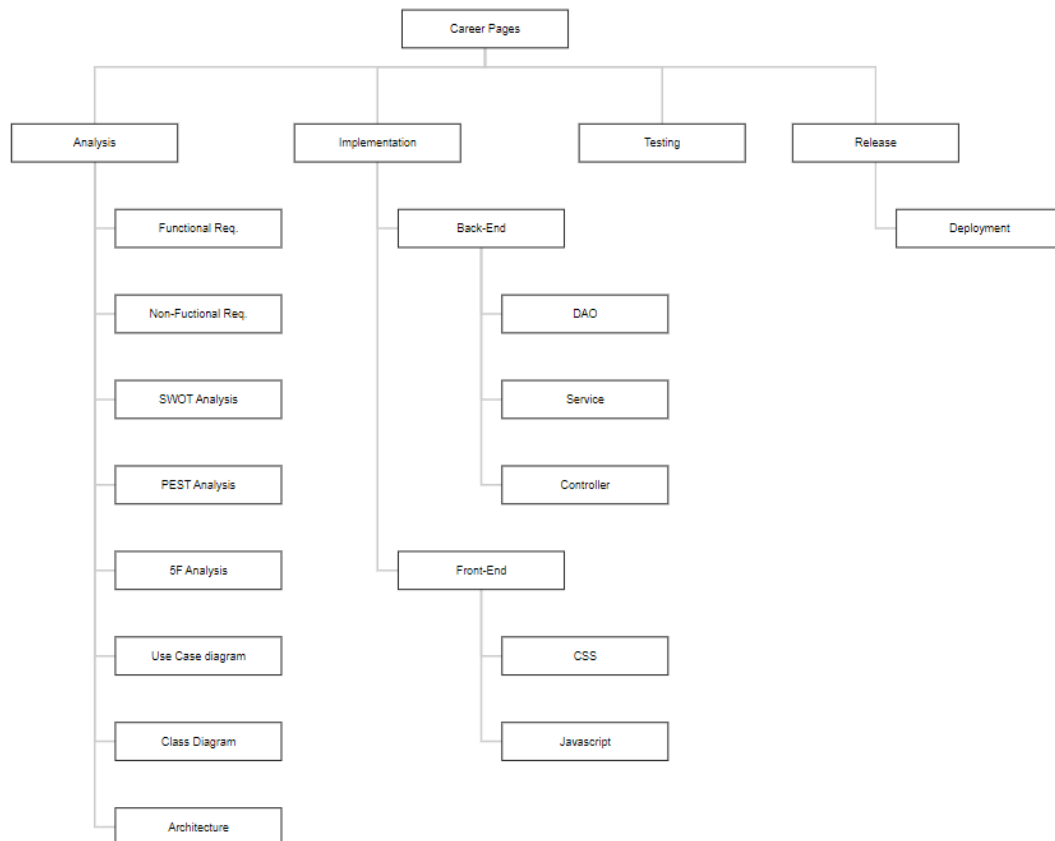 Career Pages
Analysis
Implementation
Testing
Release
Functional Req.
Back-End
Deployment
Non-Fuctional Req.
DAO
SWOT Analysis
Service
PEST Analysis
Controller
5F Analysis
Front-End
Use Case diagram
CSS
Class Diagram
Javascript
Architecture